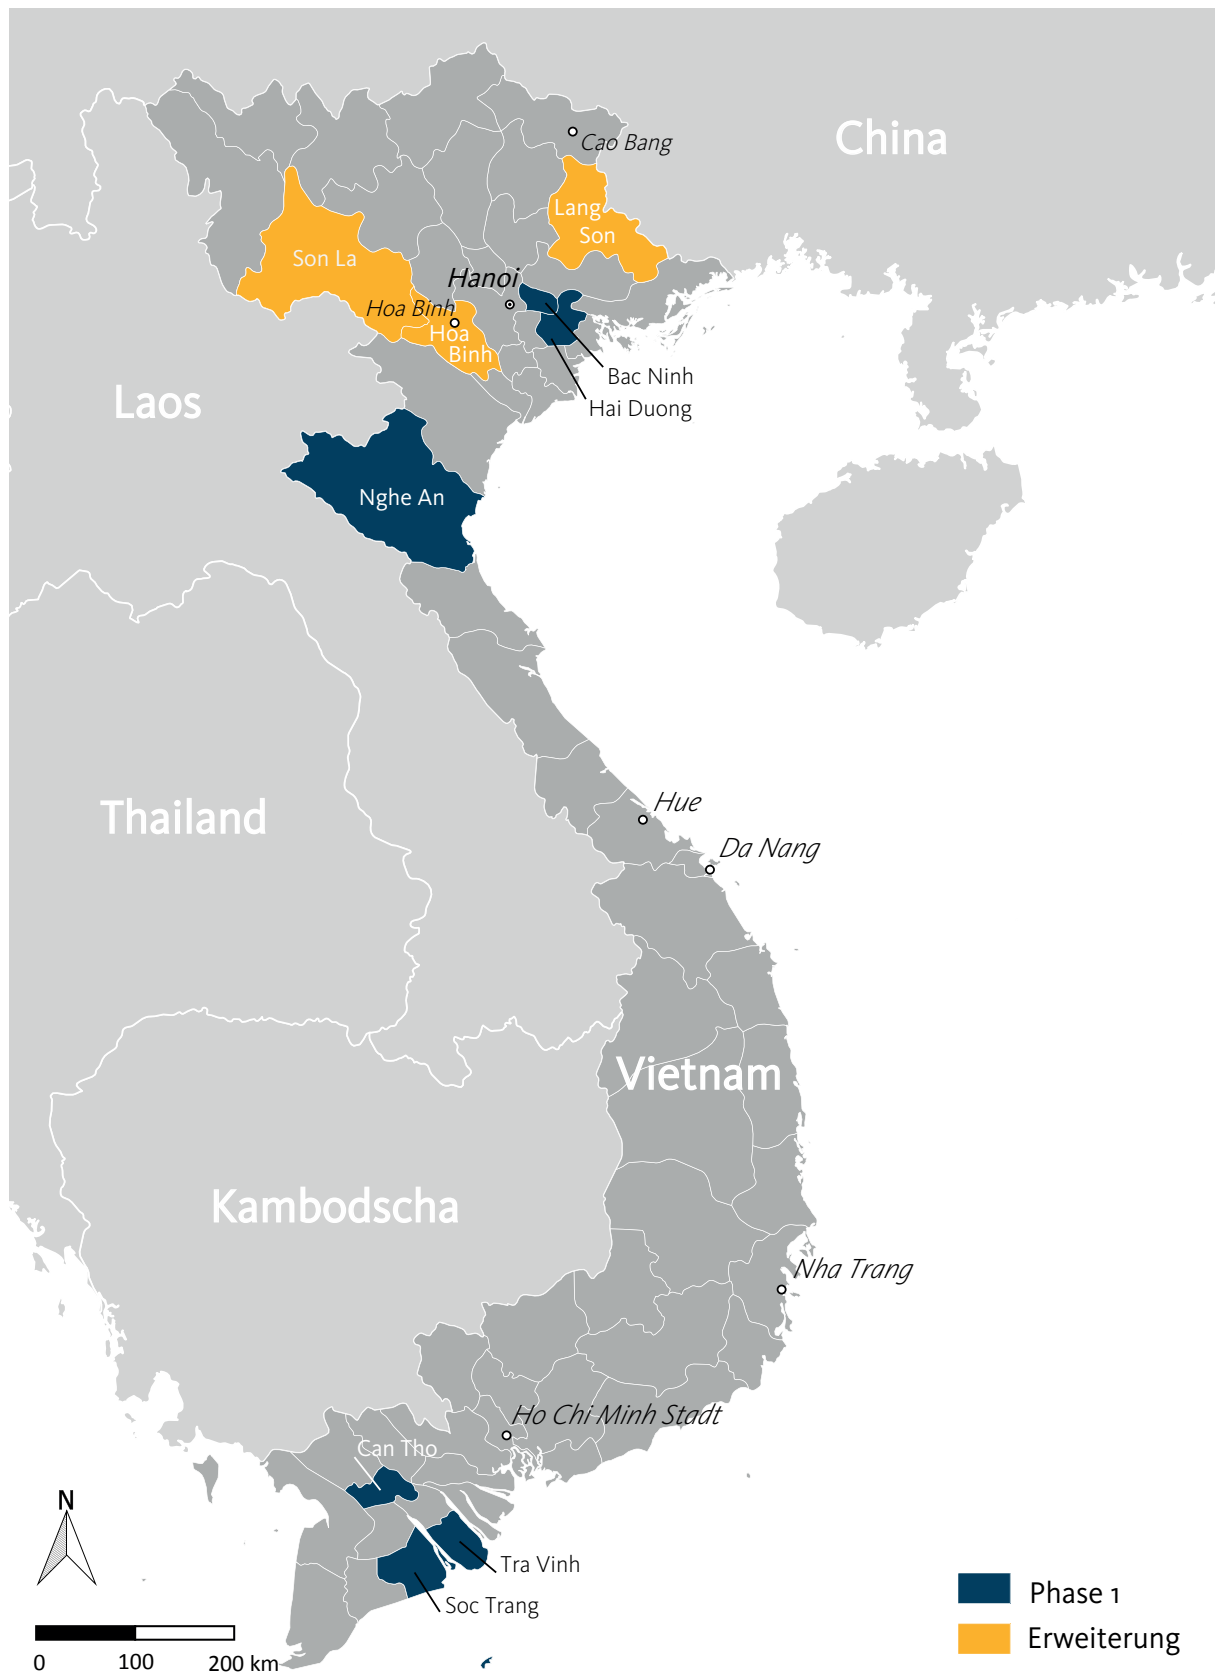 China
Cao Bang
Lang
Son
Son La
Hanoi
Hoa Binh
Hoa
Binh
Bac Ninh
Hai Duong
Laos
Nghe An
Thailand
Hue
Da Nang
Vietnam
Kambodscha
Nha Trang
Ho Chi Minh Stadt
Can Tho
N
Tra Vinh
Soc Trang
Phase 1
Erweiterung
0 100 200 km